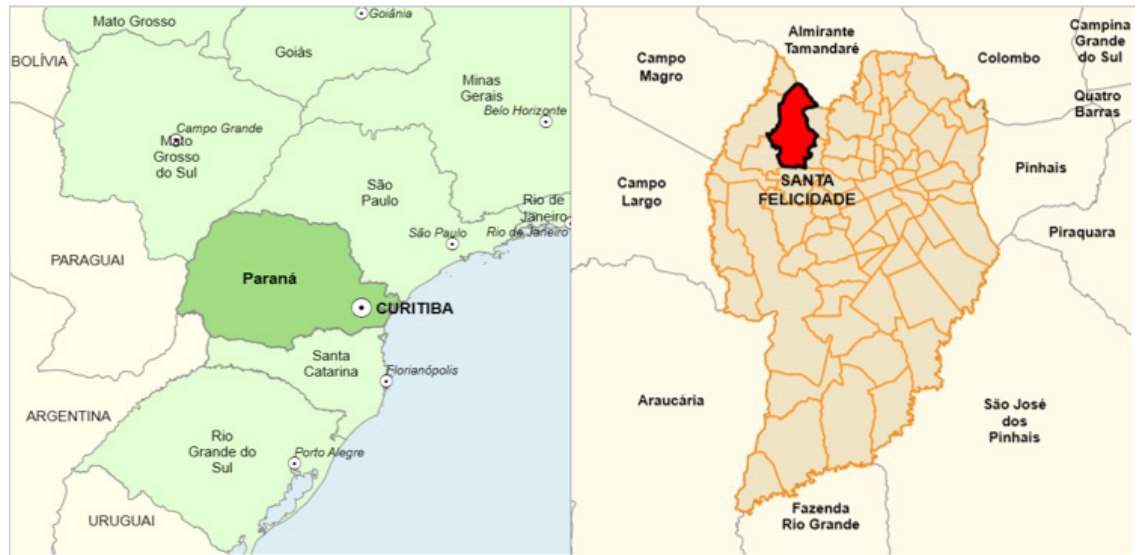 Mato Grosso
Goiânia
BOLÍVIA
Goiás
Minas
Gerais
Belo Horizonte
Campo Grande
Mato
Grosso
do Sul
São
Paulo
Rio de
Janeiro
São Paulo
Rio de Janeiro
PARAGUAI
Paraná
CURITIBA
Santa
Catarina
Florianópolis
ARGENTINA
Rio
Grande do
Sul
Porto Alegre
URUGUAI
Almirante
Tamandaré
Campo
Magro
Colombo
Campina
Grande
do Sul
Quatro
Barras
Pinhais
Campo
Largo
SANTA
FELICIDADE
Piraquara
Araucária
São José
dos
Pinhais
Fazenda
Rio Grande